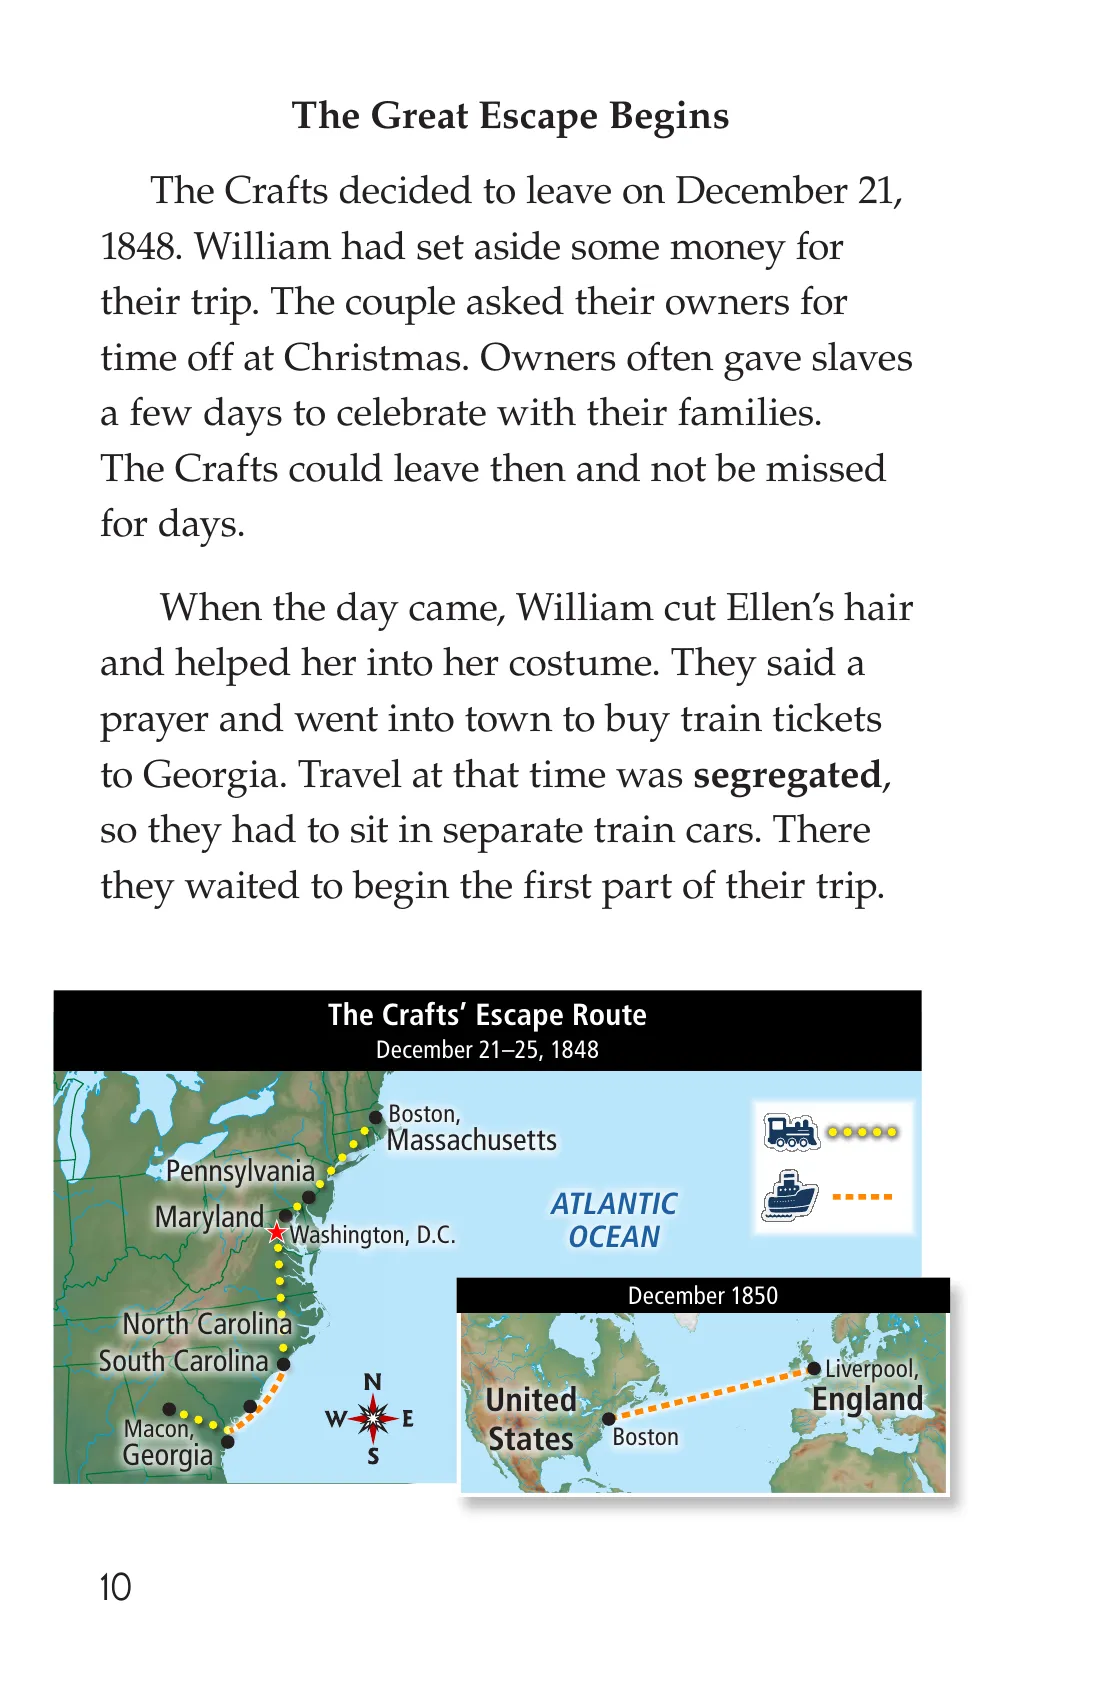 The Great Escape Begins
The Crafts decided to leave on December 21,
1848. William had set aside some money for
their trip. The couple asked their owners for
time off at Christmas. Owners often gave slaves
a few days to celebrate with their families.
The Crafts could leave then and not be missed
for days.
When the day came, William cut Ellen’s hair
and helped her into her costume. They said a
prayer and went into town to buy train tickets
to Georgia. Travel at that time was segregated,
so they had to sit in separate train cars. There
they waited to begin the first part of their trip.
The Crafts’ Escape Route
December 21–25, 1848
Boston,
Massachusetts
Pennsylvania
Maryland
Washington, D.C.
ATLANTIC
OCEAN
North Carolina
South Carolina
Macon,
Georgia
N
W E
S
December 1850
United
States
Boston
Liverpool,
England
10